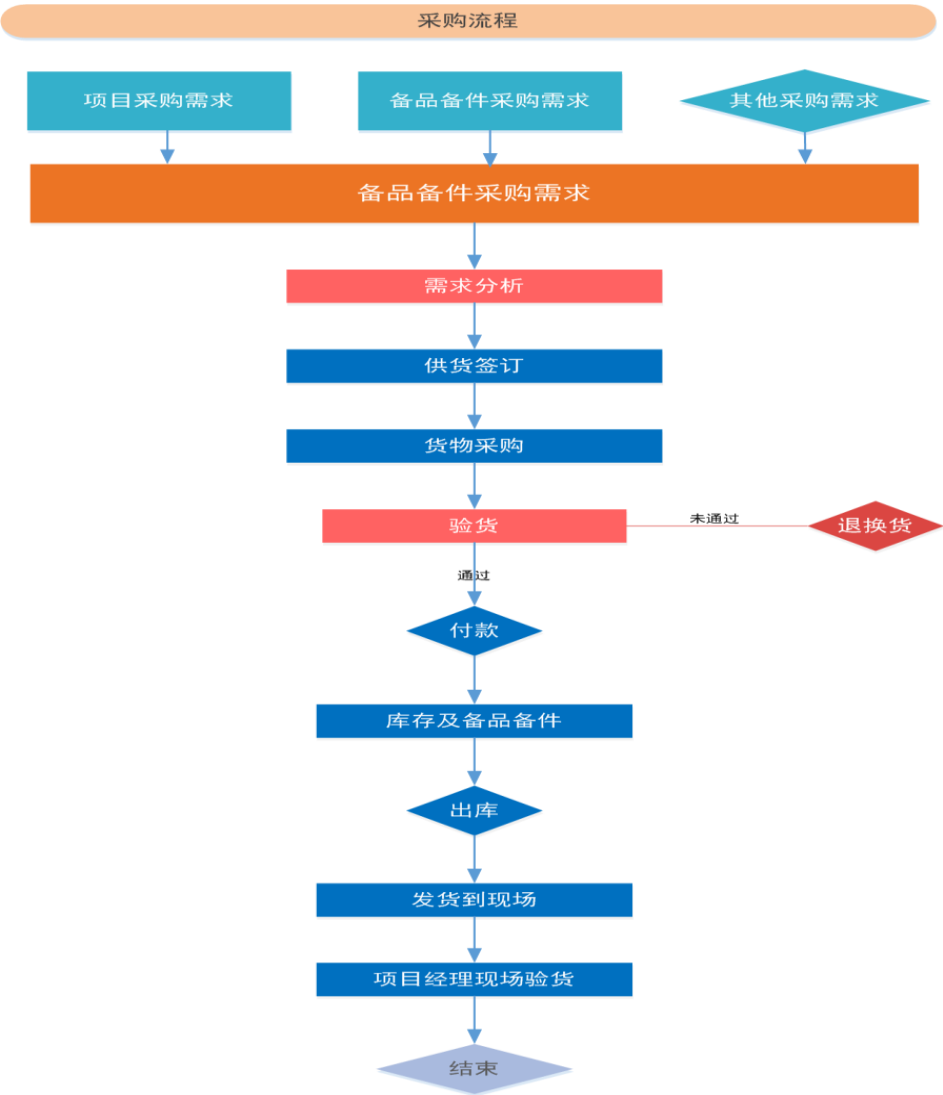 采购流程
项目采购需求
备品备件采购需求
其他采购需求
备品备件采购需求
需求分析
供货签订
货物采购
验货
未通过
退换货
通过
付款
库存及备品备件
出库
发货到现场
项目经理现场验货
结束